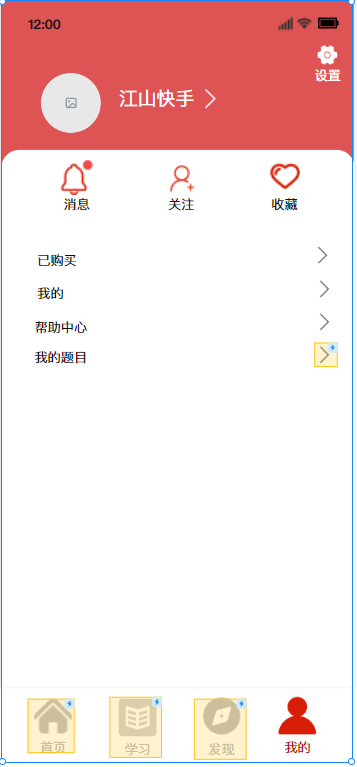 12:00
设置
江山快手
消息 关注 收藏
已购买
我的
帮助中心
我的题目
首页 学习 发现 我的